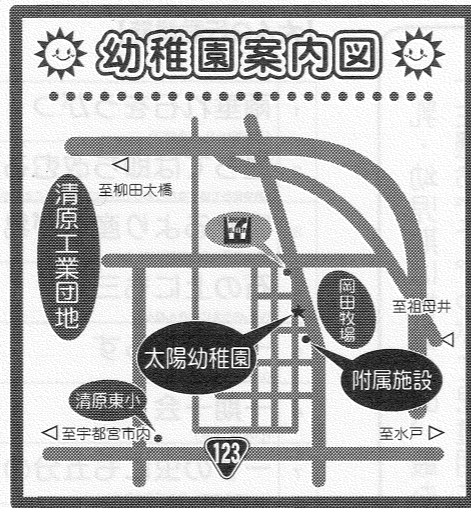 幼稚園案内図
至柳田大橋
清原工業団地
7
岡田牧場
至祖母井
太陽幼稚園
附属施設
清原東小
至宇都宮市内
至水戸
123